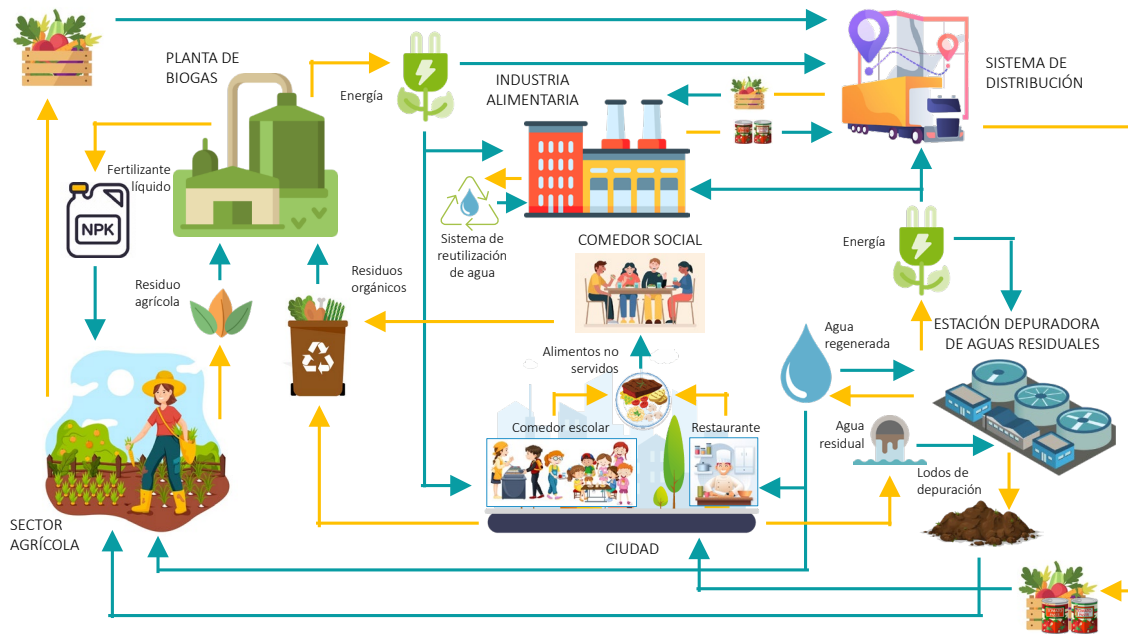 PLANTA DE
BIOGAS
Energía
INDUSTRIA
ALIMENTARIA
SISTEMA DE
DISTRIBUCIÓN
Fertilizante
líquido
NPK
Sistema de
reutilización
de agua
COMEDOR SOCIAL
Energía
Residuo
agrícola
Residuos
orgánicos
Agua
regenerada
ESTACIÓN DEPURADORA
DE AGUAS RESIDUALES
Alimentos no
servidos
Comedor escolar
Restaurante
Agua
residual
Lodos de
depuración
SECTOR
AGRÍCOLA
CIUDAD